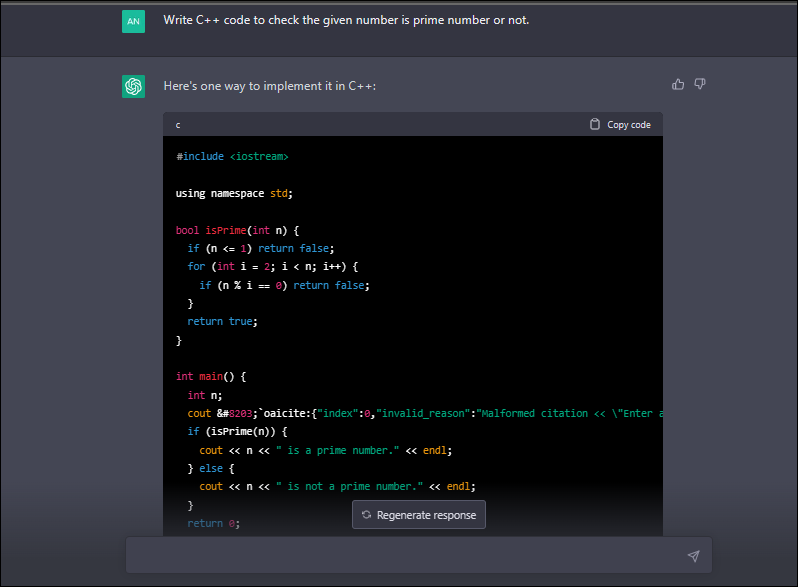 AN
Write C++ code to check the given number is prime number or not.
Here's one way to implement it in C++:
c
Copy code
#include <iostream>
using namespace std;
bool isPrime(int n) {
if (n <= 1) return false;
for (int i = 2; i < n; i++) {
if (n % i == 0) return false;
}
return true;
}
int main() {
int n;
cout &#8203;`oaicite:{"index":0,"invalid_reason":"Malformed citation << \"Enter a
if (isPrime(n)) {
cout << n << " is a prime number." << endl;
} else {
cout << n << " is not a prime number." << endl;
}
return 0;
Regenerate response